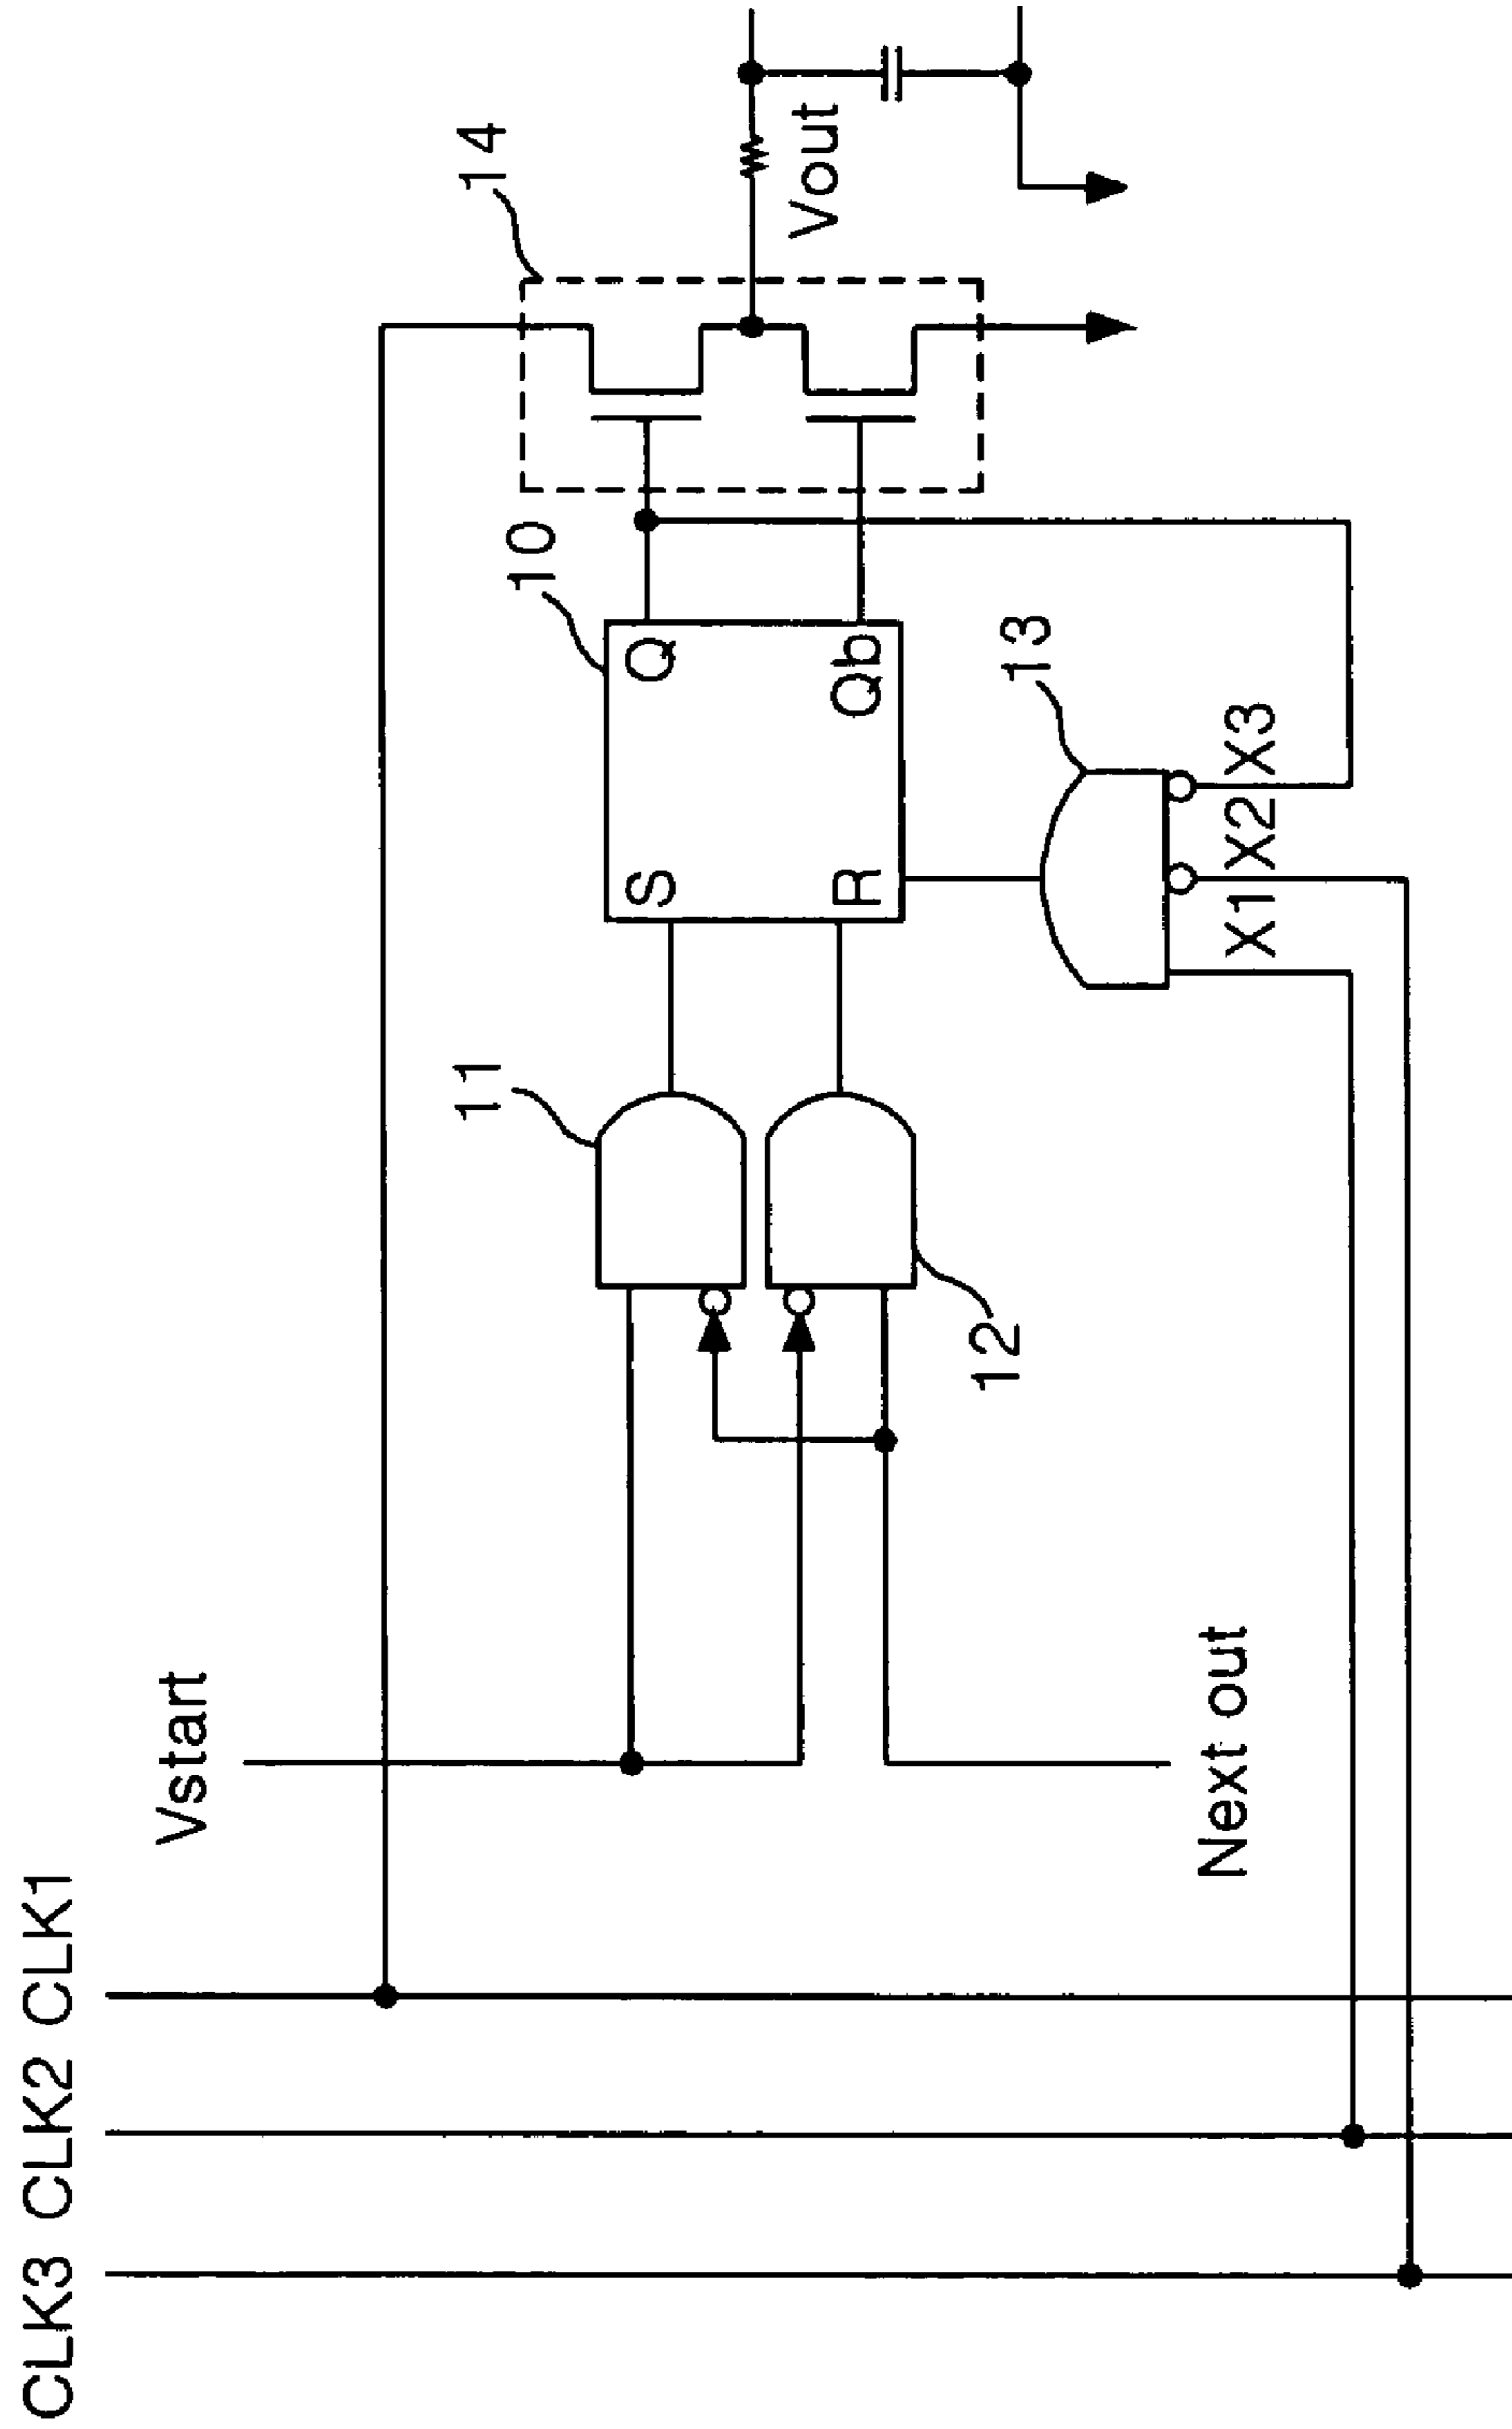 CLK3 CLK2 CLK1
Vstart
Next out
11
12
S
R
Q
Qb
10
13
X1 X2 X3
14
Vout